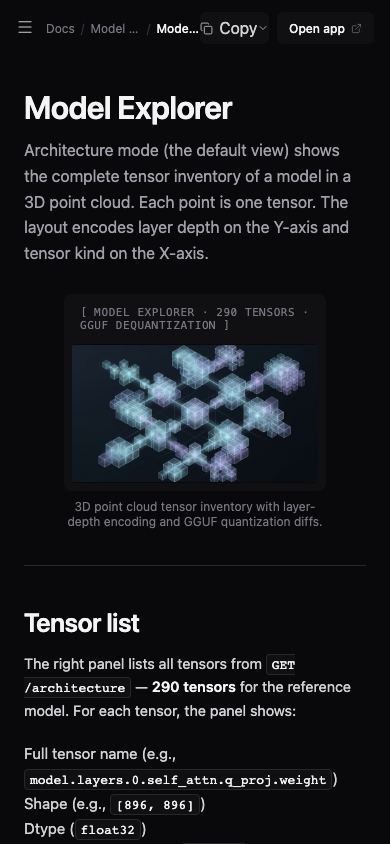 Docs / Model ... / Mode... Copy Open app
Model Explorer
Architecture mode (the default view) shows
the complete tensor inventory of a model in a
3D point cloud. Each point is one tensor. The
layout encodes layer depth on the Y-axis and
tensor kind on the X-axis.
[ MODEL EXPLORER · 290 TENSORS ·
GGUF DEQUANTIZATION ]
3D point cloud tensor inventory with layer-
depth encoding and GGUF quantization diffs.
Tensor list
The right panel lists all tensors from GET
/architecture — 290 tensors for the reference
model. For each tensor, the panel shows:
Full tensor name (e.g.,
model.layers.0.self_attn.q_proj.weight)
Shape (e.g., [896, 896])
Dtype (float32)